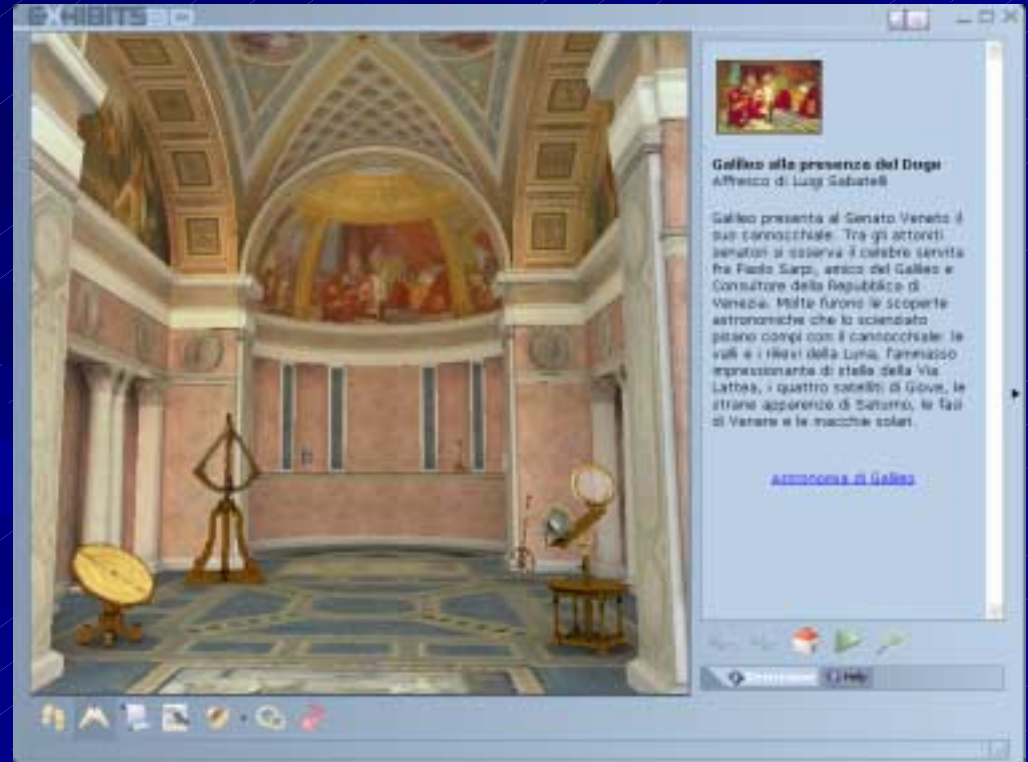 EXHIBITS3D
Galileo alla presenza del Doge
Affresco di Luigi Sabatelli
Galileo presenta al Senato Veneto il
suo cannocchiale. Tra gli attoniti
senatori si osserva il celebre servita
fra Paolo Sarpi, amico del Galileo e
Consultore della Repubblica di
Venezia. Molte furono le scoperte
astronomiche che lo scienziato
pisano compì con il cannocchiale: le
valli e i rilievi della Luna, l'ammasso
impressionante di stelle della Via
Lattea, i quattro satelliti di Giove, le
strane apparenze di Saturno, le fasi
di Venere e le macchie solari.
Astronomia di Galileo
Help